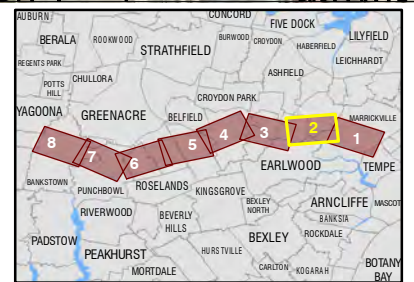 AUBURN
CONCORD
FIVE DOCK
BERALA
ROOKWOOD
STRATHFIELD
BURWOOD
CROYDON
HABERFIELD
LILYFIELD
REGENTS PARK
CHULLORA
ASHFIELD
LEICHHARDT
POTTS
HILL
YAGOONA
GREENACRE
BELFIELD
CROYDON PARK
MARRICKVILLE
8
7
6
5
4
3
2
1
EARLWOOD
TEMPE
BANKSTOWN
PUNCHBOWL
ROSELANDS
KINGSGROVE
RIVERWOOD
BEVERLY
HILLS
BEXLEY
NORTH
ARNCLIFFE
MASCOT
BANKSIA
ROCKDALE
PADSTOW
PEAKHURST
HURSTVILLE
BEXLEY
MORTDALE
CARLTON
KOGARAH
BOTANY
BAY